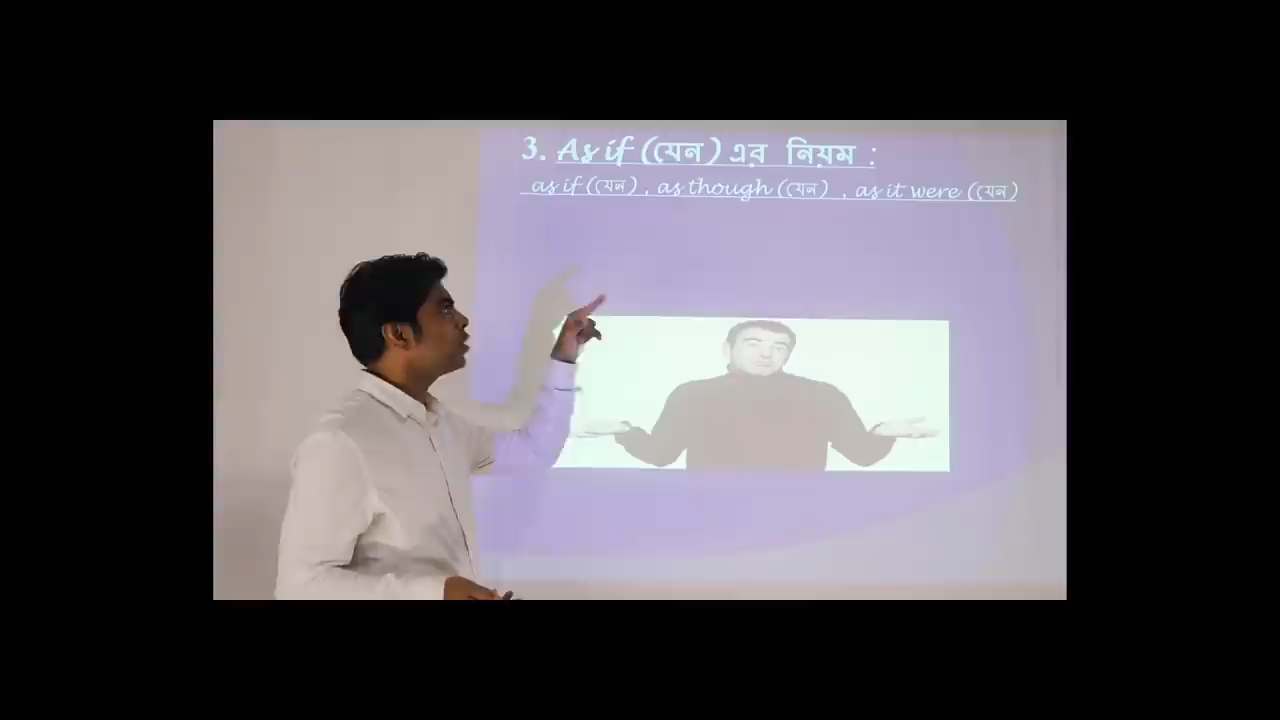 3. As if (যেন) এর নিয়ম :
as if (যেন) , as though (যেন) , as it were (যেন)